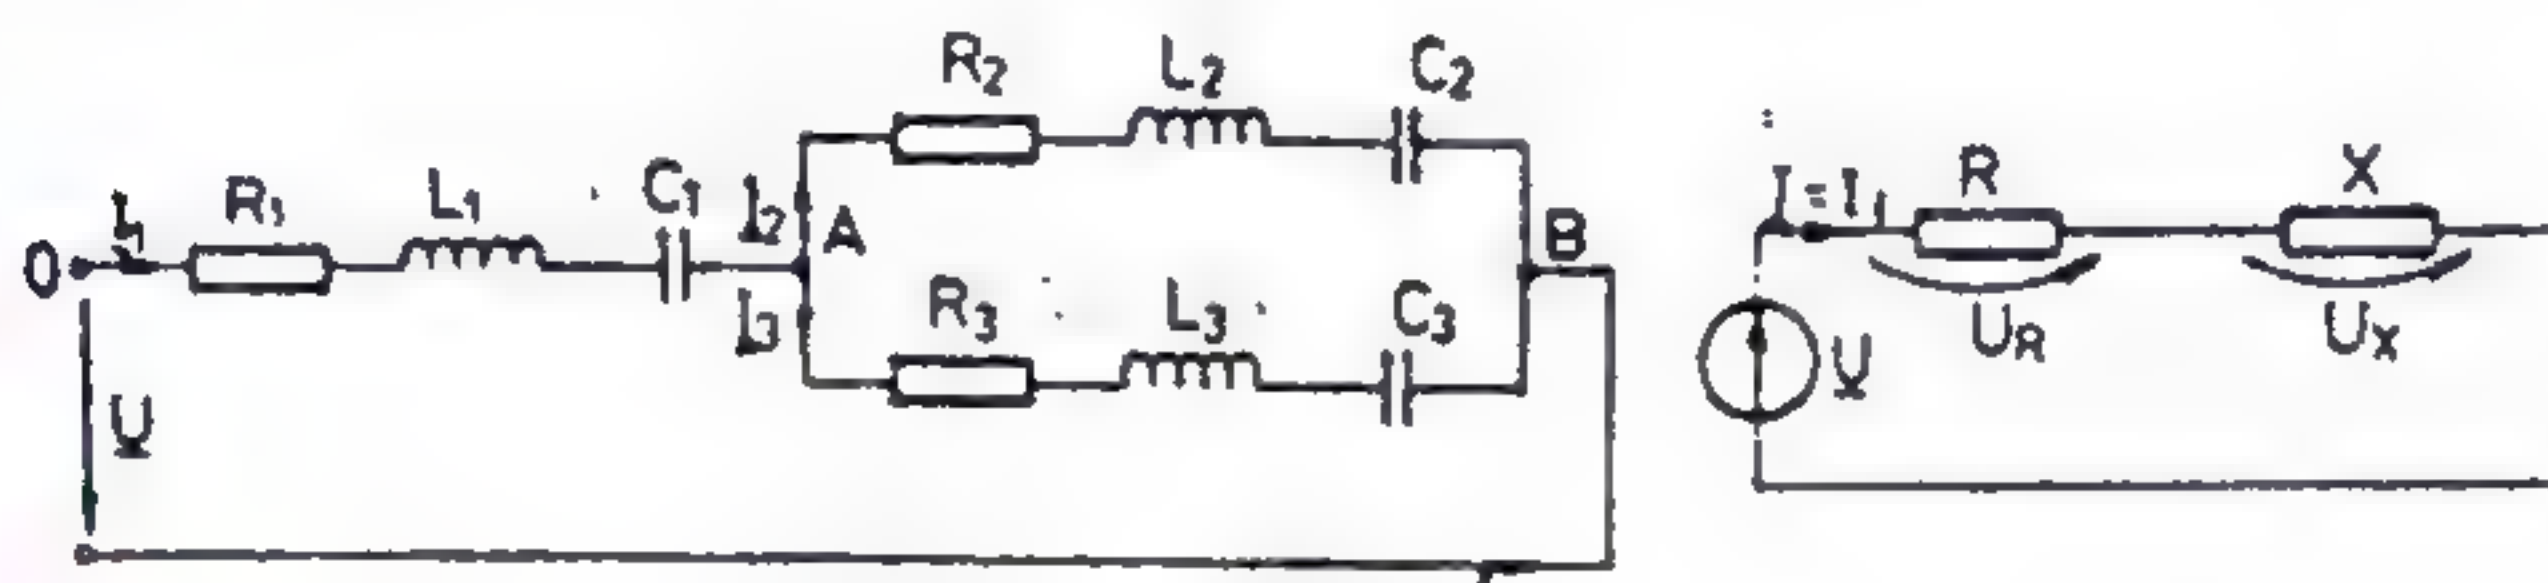 R2 L2 C2
I1 R1 L1 C1 I2 A B
0
R3 L3 C3
I3
U
I=I1 R X
UR UX
U